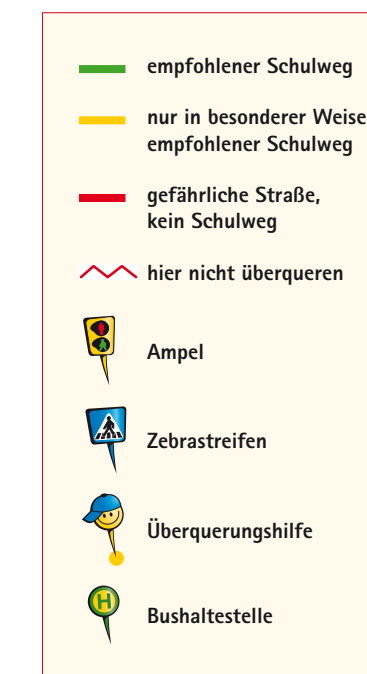 empfohlener Schulweg
nur in besonderer Weise
empfohlener Schulweg
gefährliche Straße,
kein Schulweg
hier nicht überqueren
Ampel
Zebrastreifen
Überquerungshilfe
H
Bushaltestelle